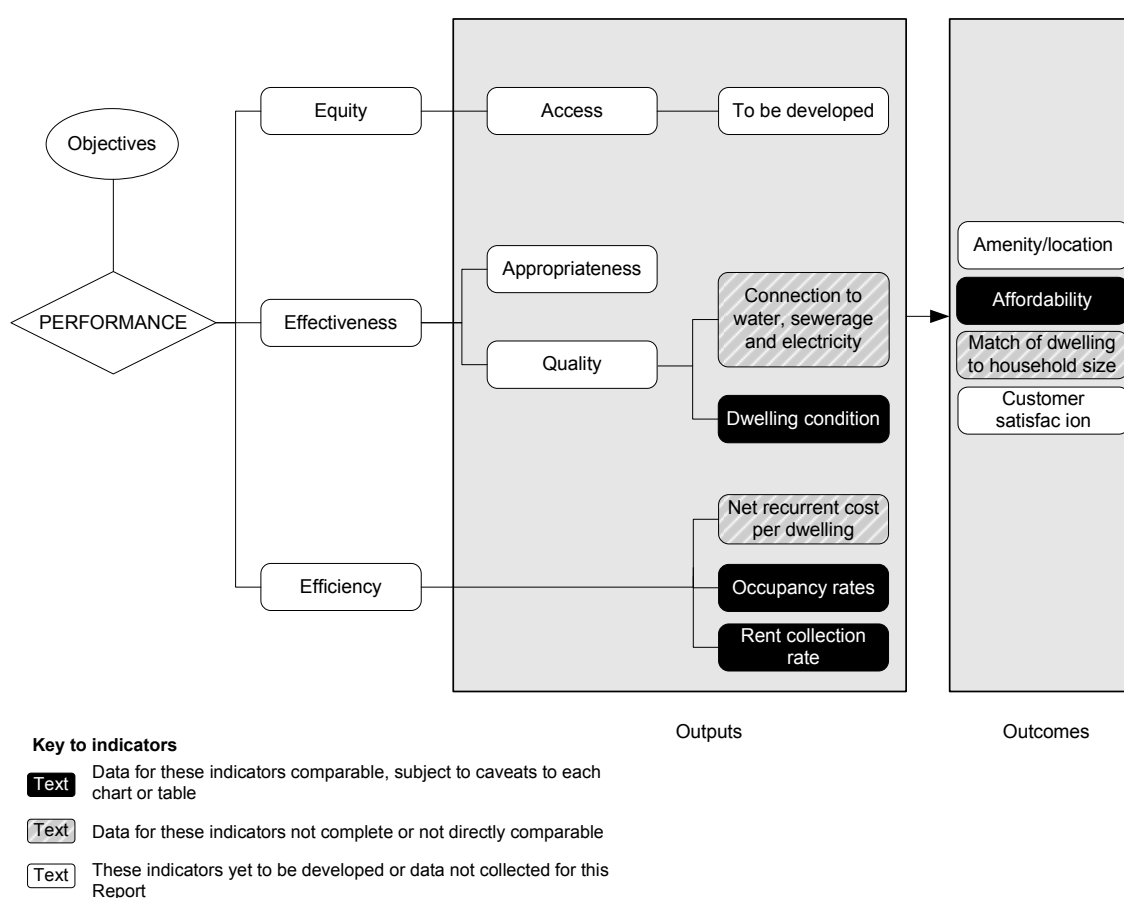 Equity
Access
To be developed
Objectives
PERFORMANCE
Effectiveness
Appropriateness
Quality
Connection to
water, sewerage
and electricity
Dwelling condition
Efficiency
Net recurrent cost
per dwelling
Occupancy rates
Rent collection
rate
Amenity/location
Affordability
Match of dwelling
to household size
Customer
satisfac ion
Outputs
Outcomes
Key to indicators
Text
Data for these indicators comparable, subject to caveats to each
chart or table
Text
Data for these indicators not complete or not directly comparable
Text
These indicators yet to be developed or data not collected for this
Report